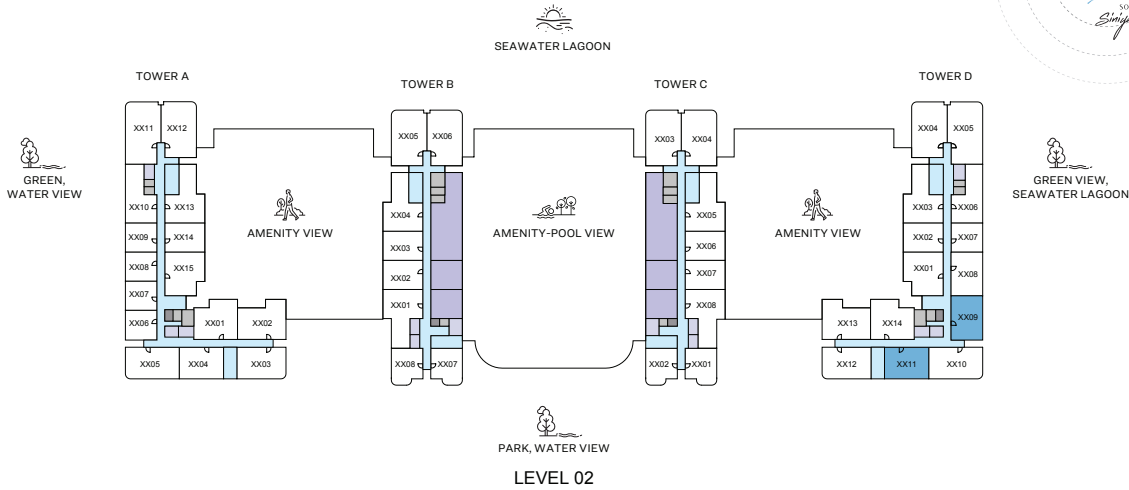 SO
SEAWATER LAGOON
TOWER A
TOWER B
TOWER C
TOWER D
XX11
XX12
XX05
XX06
XX03
XX04
XX04
XX05
GREEN,
WATER VIEW
GREEN VIEW,
SEAWATER LAGOON
XX10
XX13
XX09
XX14
XX08
XX15
XX07
XX06
XX01
XX02
XX05
XX04
XX03
AMENITY VIEW
XX04
XX03
XX02
XX01
XX08
XX07
AMENITY-POOL VIEW
XX05
XX06
XX07
XX08
XX02
XX01
AMENITY VIEW
XX03
XX06
XX02
XX07
XX01
XX08
XX09
XX13
XX14
XX12
XX11
XX10
PARK, WATER VIEW
LEVEL 02